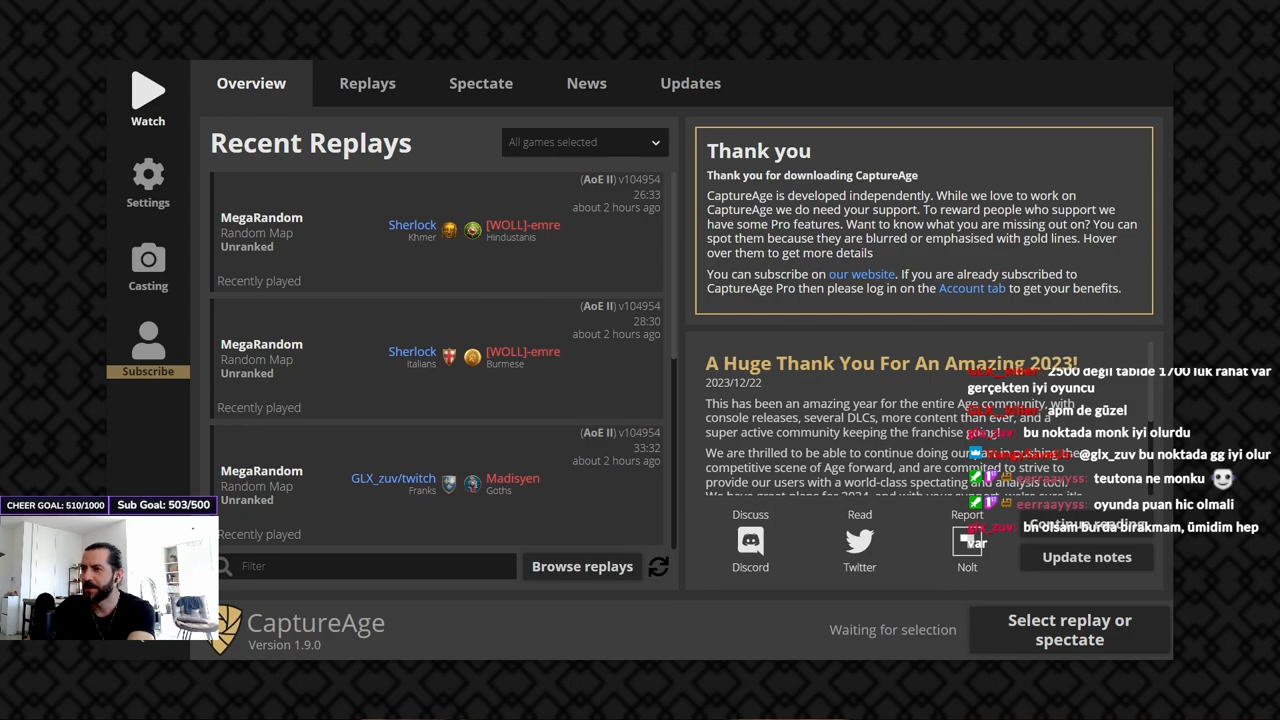 Overview
Replays
Spectate
News
Updates
Watch
Settings
Casting
Subscribe
Recent Replays
All games selected
(AoE II) v104954
26:33
about 2 hours ago
MegaRandom
Random Map
Unranked
Sherlock
Khmer
[WOLL]-emre
Hindustanis
Recently played
(AoE II) v104954
28:30
about 2 hours ago
MegaRandom
Random Map
Unranked
Sherlock
Italians
[WOLL]-emre
Burmese
Recently played
(AoE II) v104954
33:32
about 2 hours ago
MegaRandom
Random Map
Unranked
GLX_zuv/twitch
Franks
Madisyen
Goths
Recently played
Filter
Browse replays
Thank you
Thank you for downloading CaptureAge
CaptureAge is developed independently. While we love to work on
CaptureAge we do need your support. To reward people who support we
have some Pro features. Want to know what you are missing out on? You can
spot them because they are blurred or emphasised with gold lines. Hover
over them to get more details
You can subscribe on our website. If you are already subscribed to
CaptureAge Pro then please log in on the Account tab to get your benefits.
A Huge Thank You For An Amazing 2023!
2023/12/22
This has been an amazing year for the entire Age community, with
console releases, several DLCs, more content than ever, and a
super active community keeping the franchise going!
We are thrilled to be able to continue doing our
competitive scene of Age forward, and are commited to strive to
provide our users with a world-class spectating and analysis tool.
Discuss
Discord
Read
Twitter
Report
Nolt
Continue reading
Update notes
2500 değil tabide 1700 lük rahat var
gerçekten iyi oyuncu
apm de güzel
glx_zuv: bu noktada monk iyi olurdu
@glx_zuv bu noktada gg iyi olur
eerraayyss: teutona ne monku
eerraayyss: oyunda puan hic olmali
glx_zuv: bn olsam burda bırakmam, ümidim hep
var
CHEER GOAL: 510/1000
Sub Goal: 503/500
CaptureAge
Version 1.9.0
Waiting for selection
Select replay or
spectate